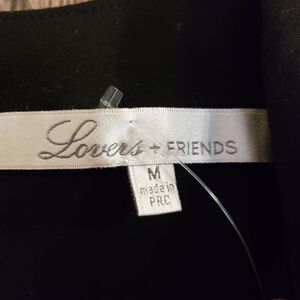 Lovers + FRIENDS
M
made in
PRC